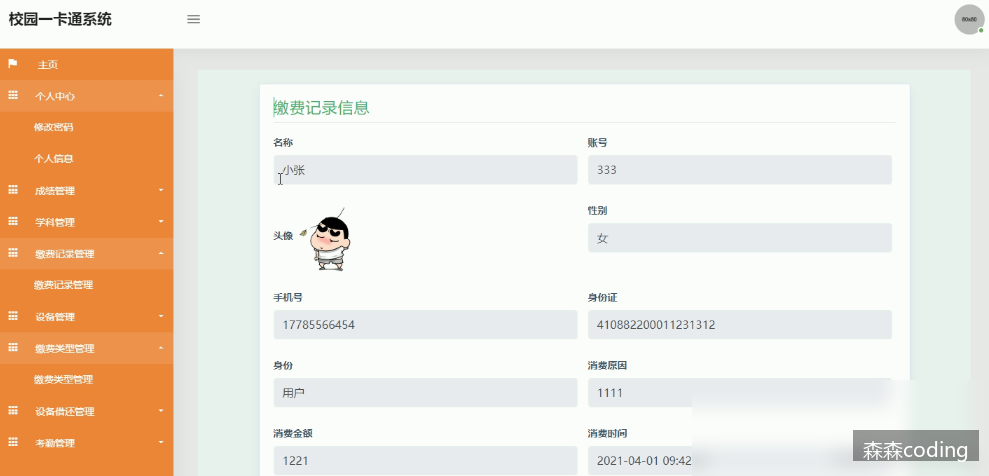 校园一卡通系统
60x60
主页
个人中心
修改密码
个人信息
成绩管理
学科管理
缴费记录管理
缴费记录管理
设备管理
缴费类型管理
缴费类型管理
设备借还管理
考勤管理
缴费记录信息
名称
账号
小张
333
头像
性别
女
手机号
身份证
17785566454
410882200011231312
身份
消费原因
用户
1111
消费金额
消费时间
1221
2021-04-01 09:42
森森coding